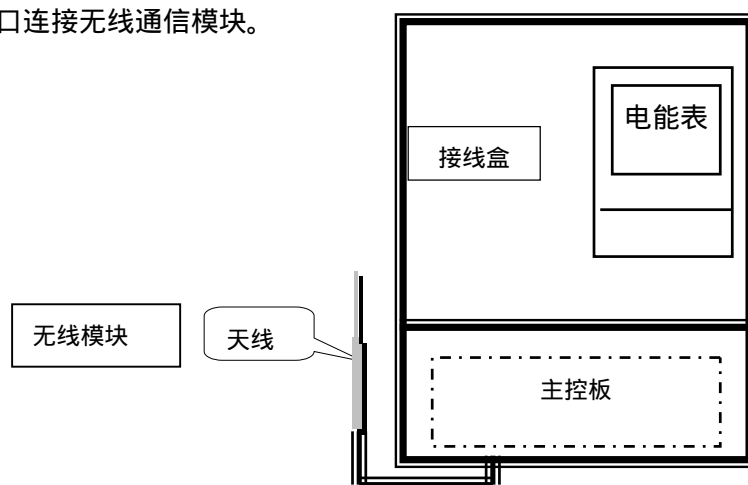 口连接无线通信模块。
电能表
接线盒
无线模块
天线
主控板